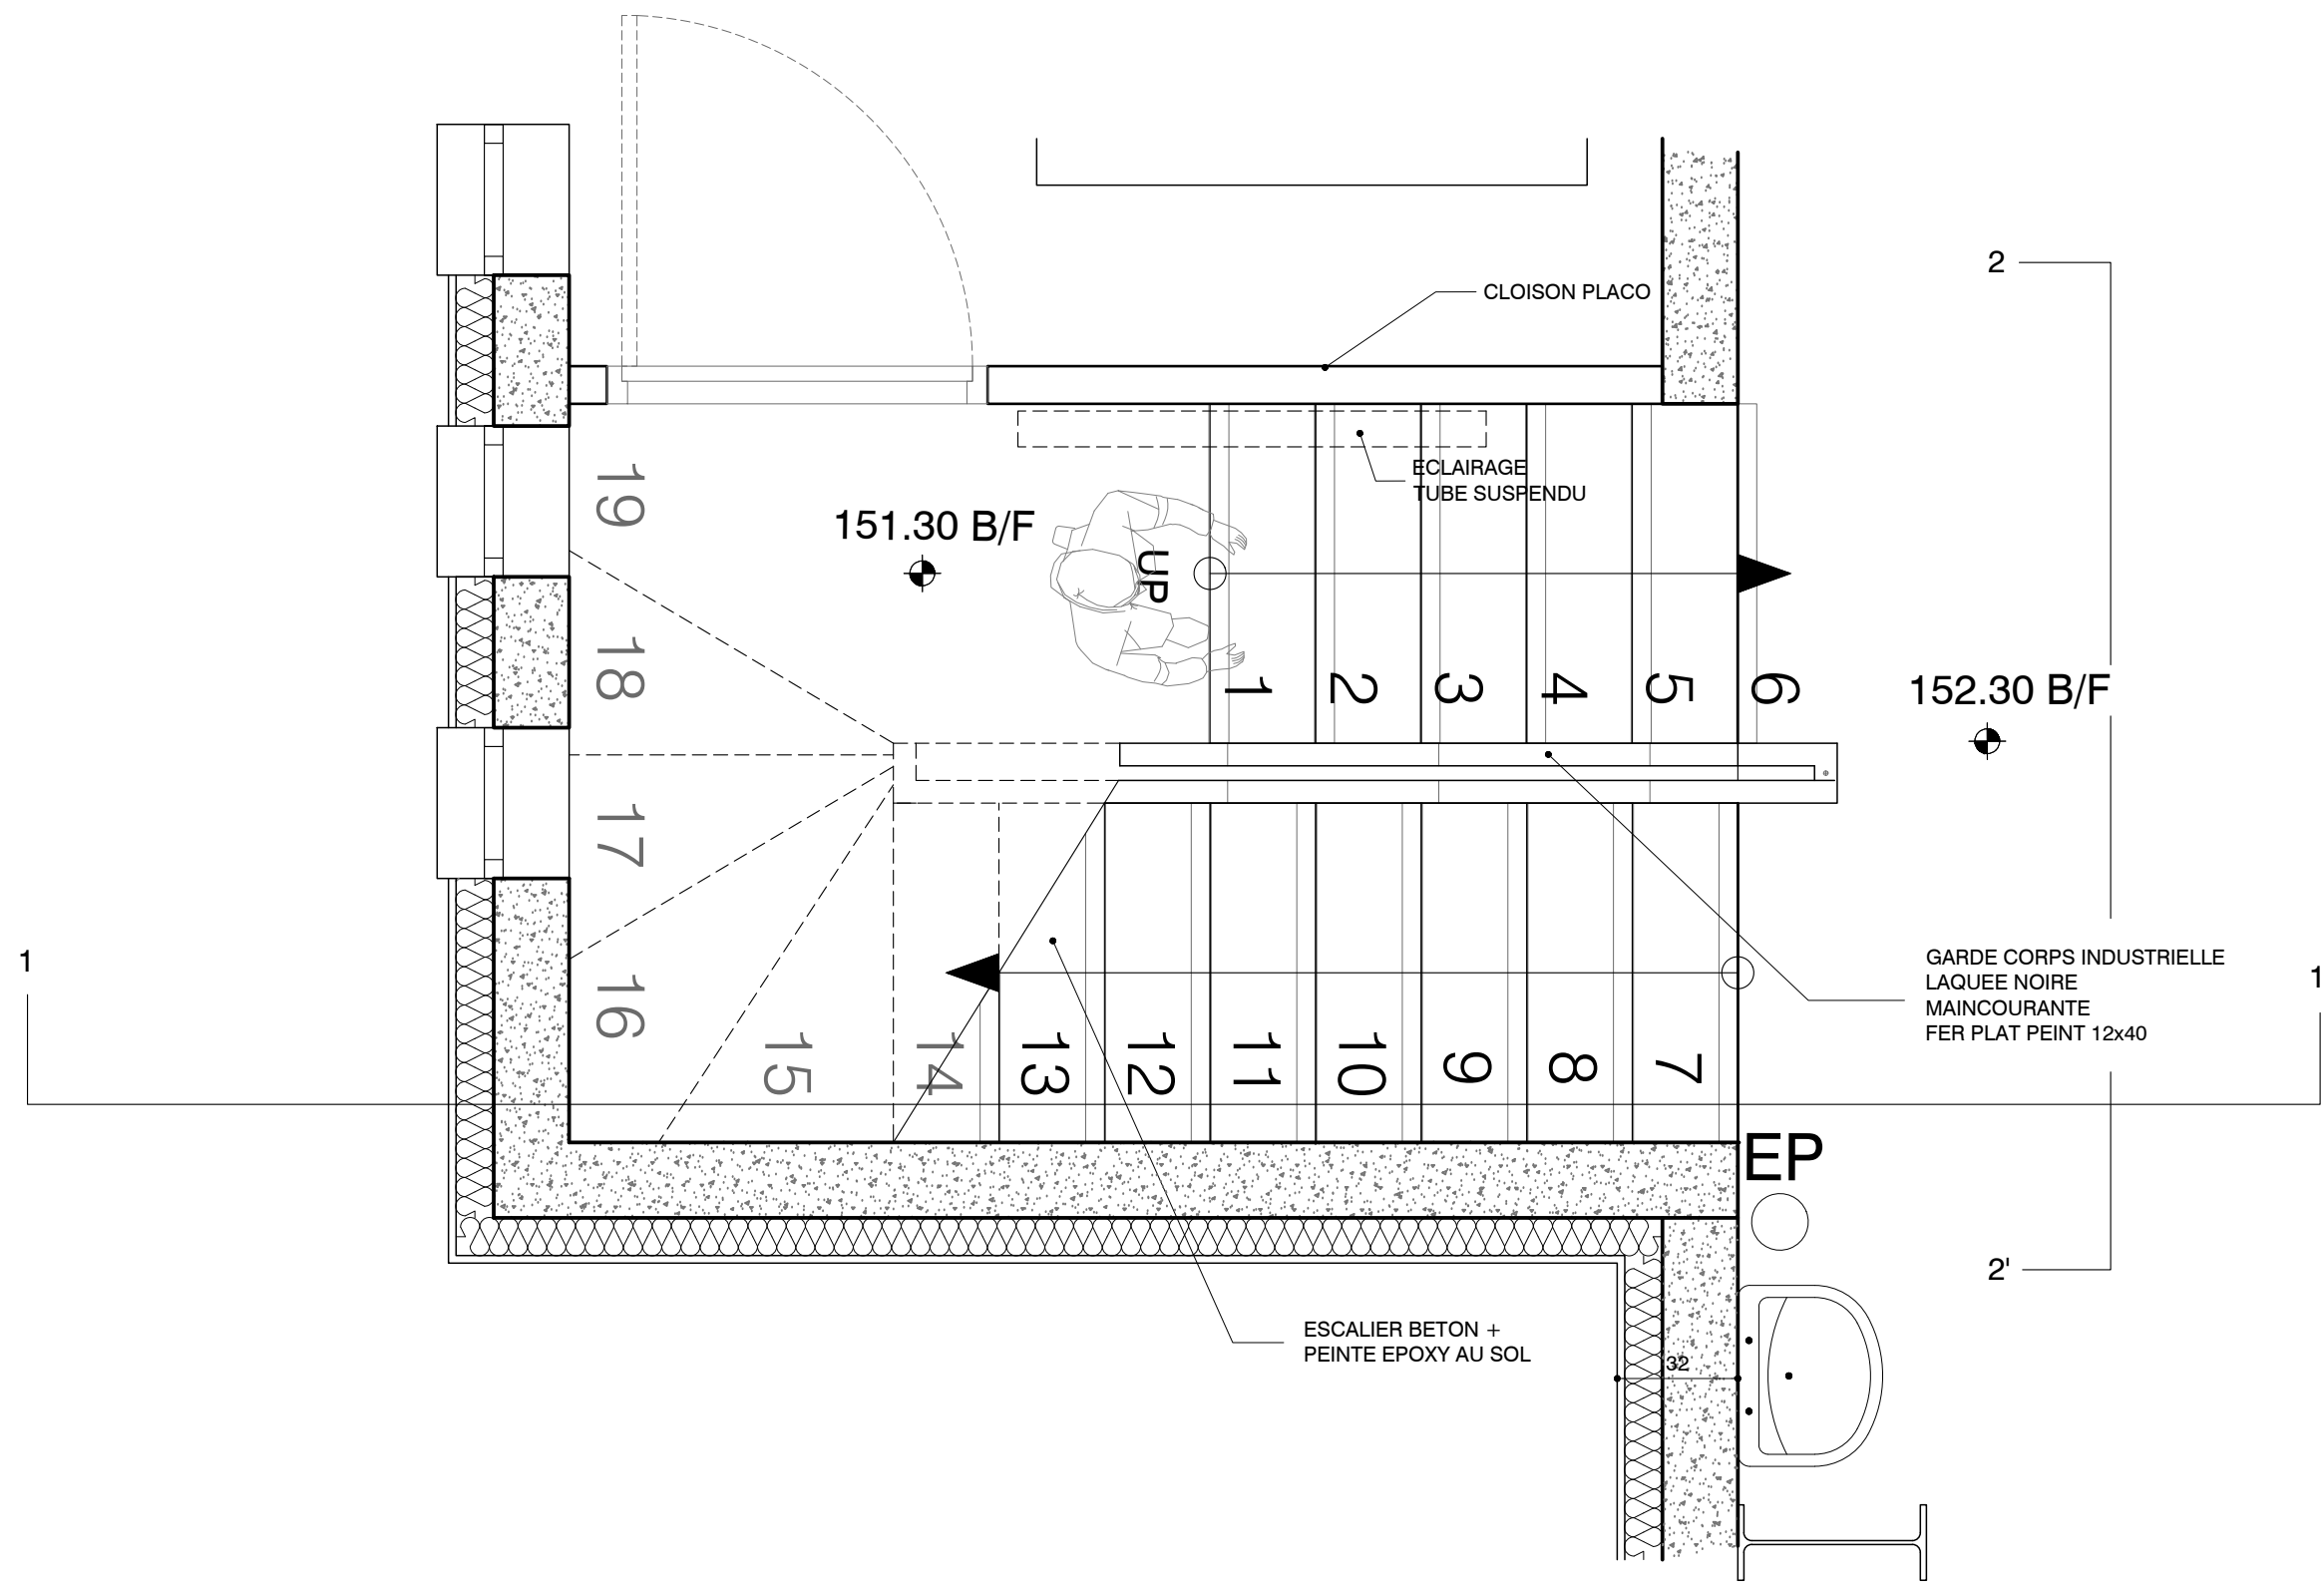 2
CLOISON PLACO
ECLAIRAGE
TUBE SUSPENDU
151.30 B/F
UP
19
18
17
16
15
14
13
12
11
10
9
8
7
1
2
3
4
5
6
152.30 B/F
1
1
GARDE CORPS INDUSTRIELLE
LAQUEE NOIRE
MAINCOURANTE
FER PLAT PEINT 12x40
EP
2'
ESCALIER BETON +
PEINTE EPOXY AU SOL
32